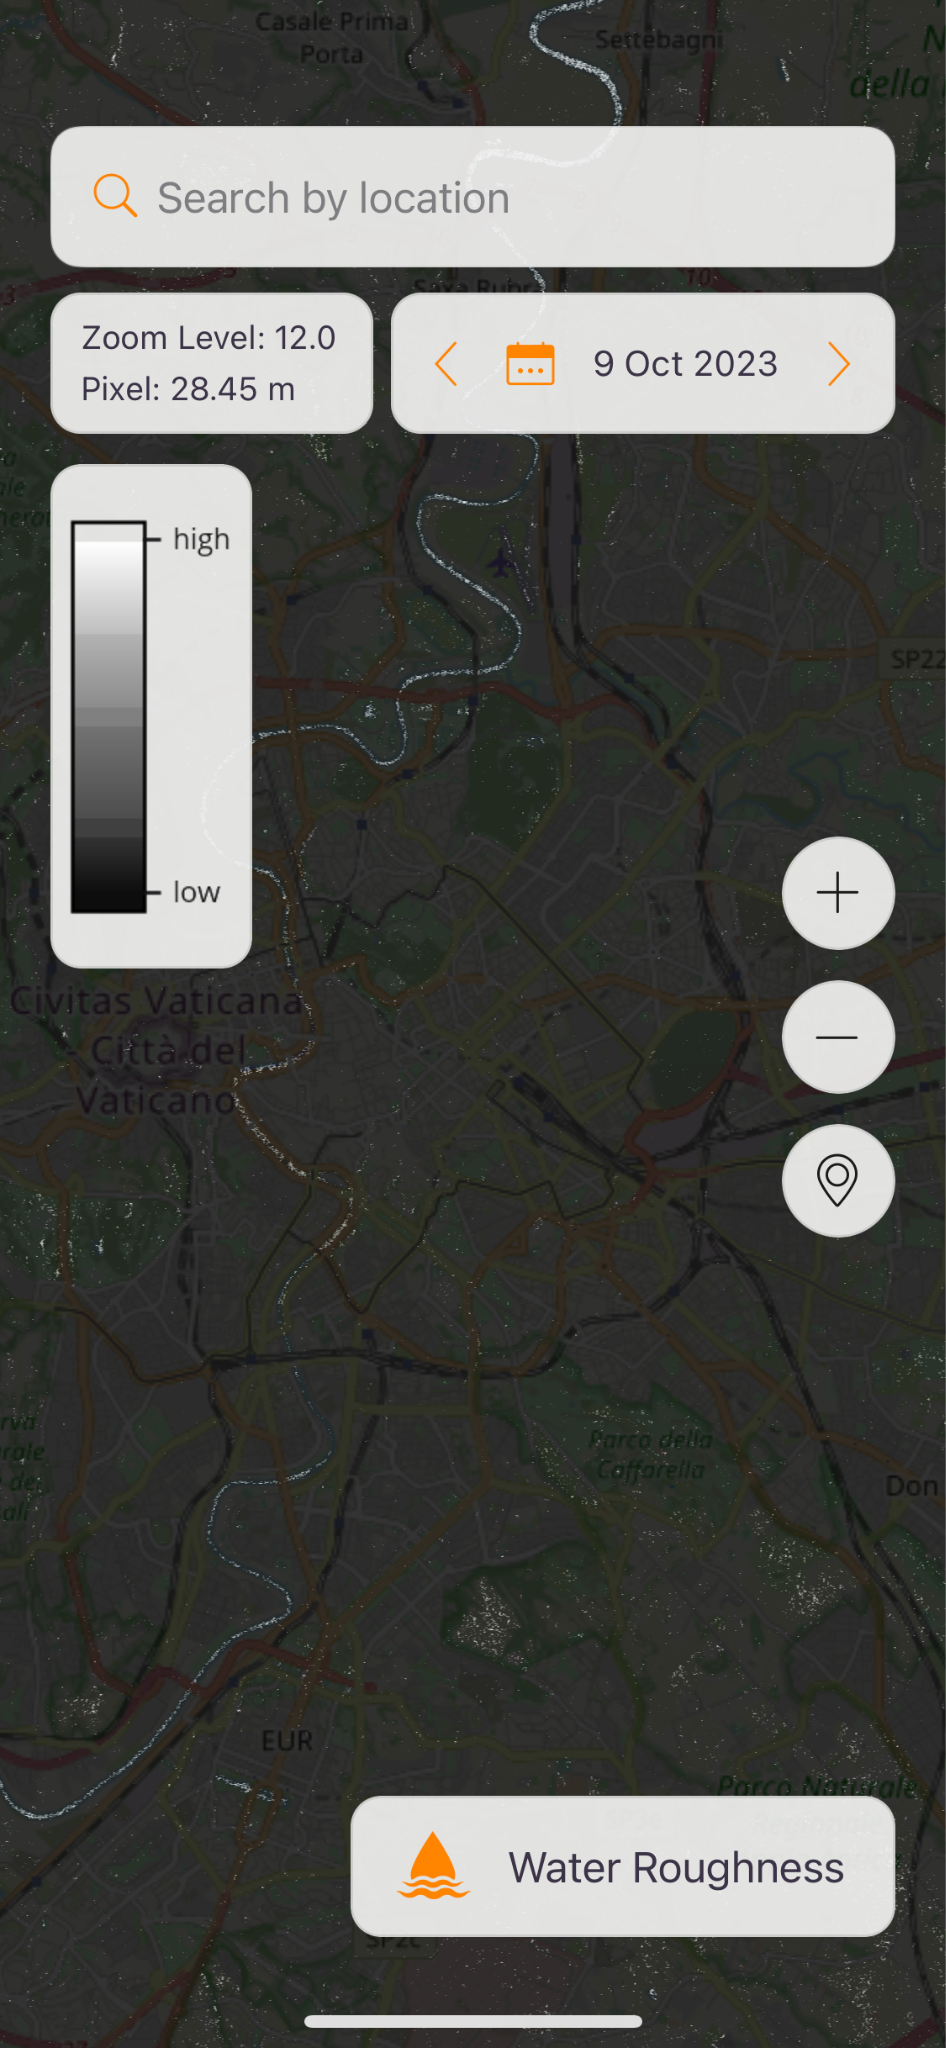 Casale Prima
Porta
Settebagni
della
Search by location
10
Zoom Level: 12.0
Pixel: 28.45 m
9 Oct 2023
high
low
SP22
Civitas Vaticana
- Città del
Vaticano
Parco della
Caffarella
Don
EUR
Parco Naturale
Water Roughness